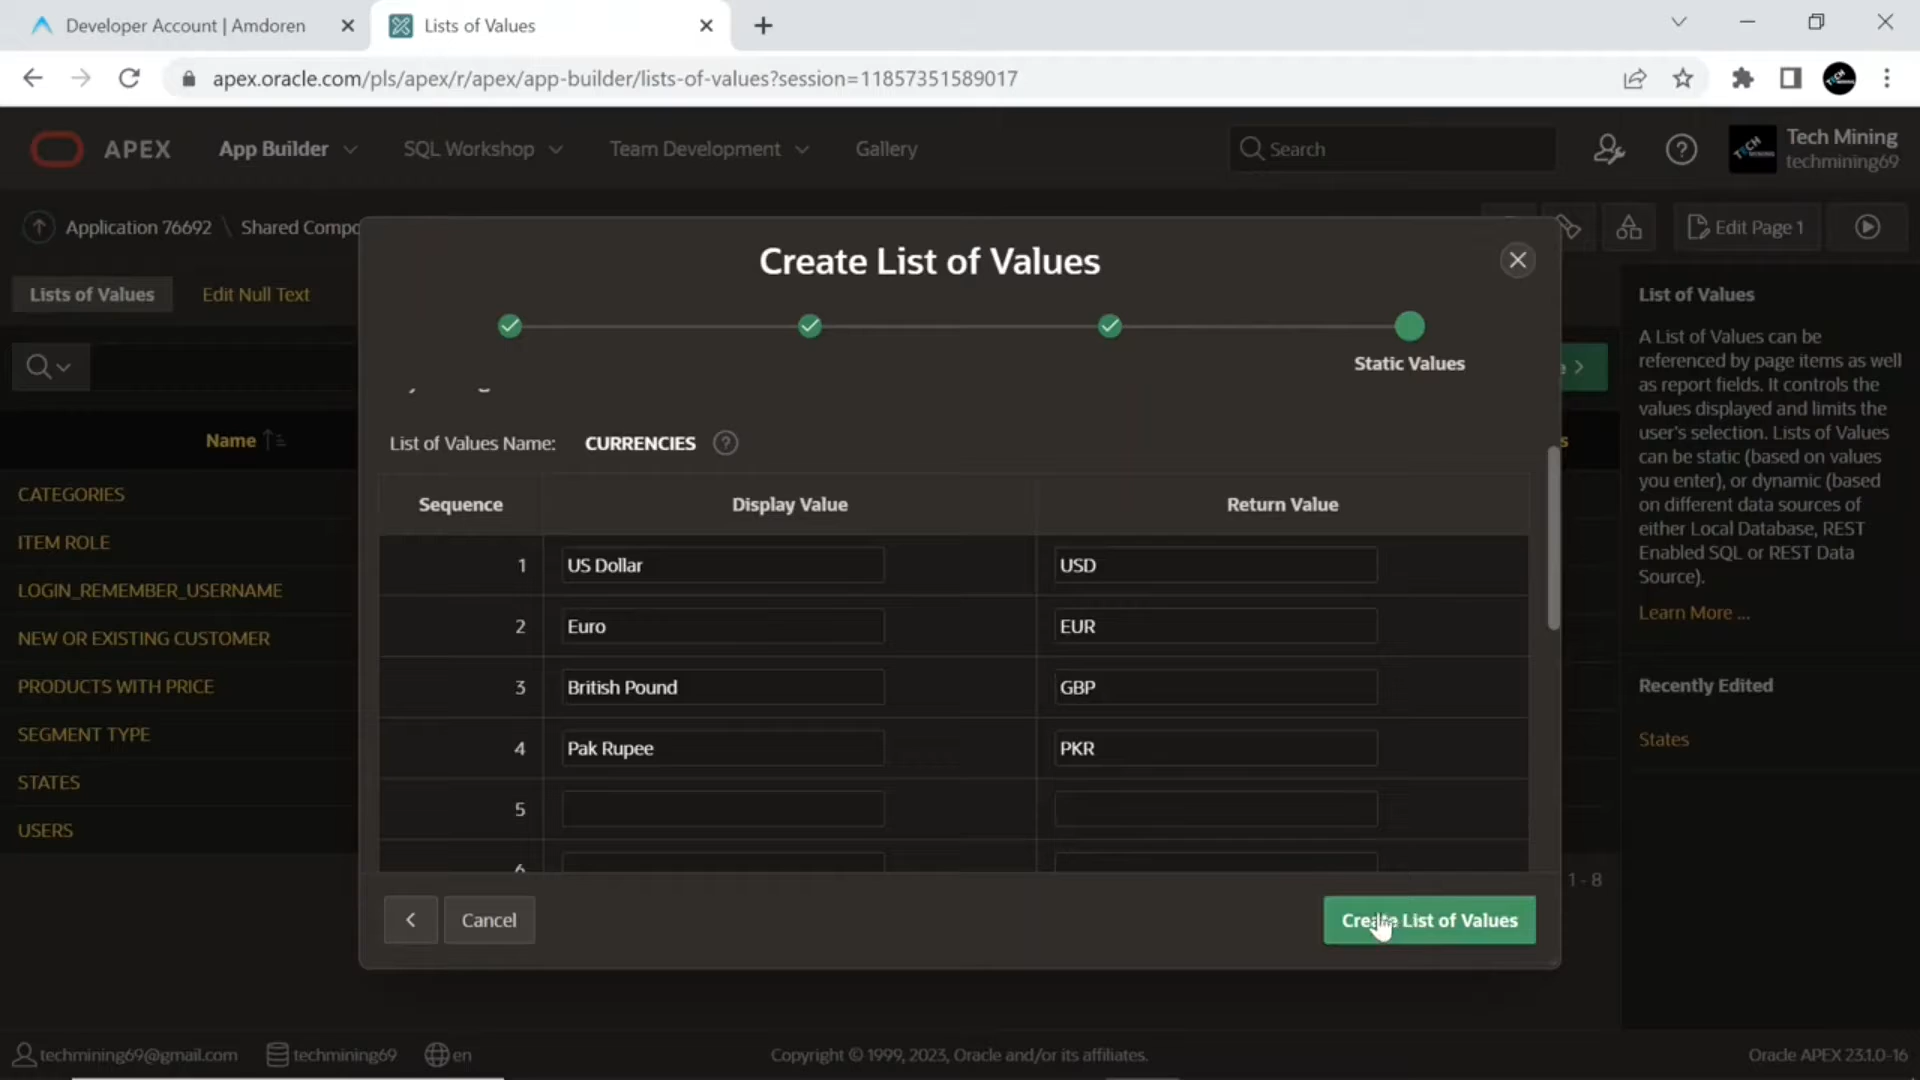 Developer Account | Amdoren
Lists of Values
apex.oracle.com/pls/apex/r/apex/app-builder/lists-of-values?session=11857351589017
APEX
App Builder
SQL Workshop
Team Development
Gallery
Search
Tech Mining
techmining69
Application 76692 \ Shared Compo
Edit Page 1
Lists of Values
Edit Null Text
Name
CATEGORIES
ITEM ROLE
LOGIN_REMEMBER_USERNAME
NEW OR EXISTING CUSTOMER
PRODUCTS WITH PRICE
SEGMENT TYPE
STATES
USERS
Create List of Values
Static Values
List of Values Name: CURRENCIES
Sequence Display Value Return Value
1 US Dollar USD
2 Euro EUR
3 British Pound GBP
4 Pak Rupee PKR
5
6
Cancel
Create List of Values
1 - 8
List of Values
A List of Values can be
referenced by page items as well
as report fields. It controls the
values displayed and limits the
user's selection. Lists of Values
can be static (based on values
you enter), or dynamic (based
on different data sources of
either Local Database, REST
Enabled SQL or REST Data
Source).
Learn More ...
Recently Edited
States
techmining69@gmail.com
techmining69
en
Copyright © 1999, 2023, Oracle and/or its affiliates.
Oracle APEX 23.1.0-16